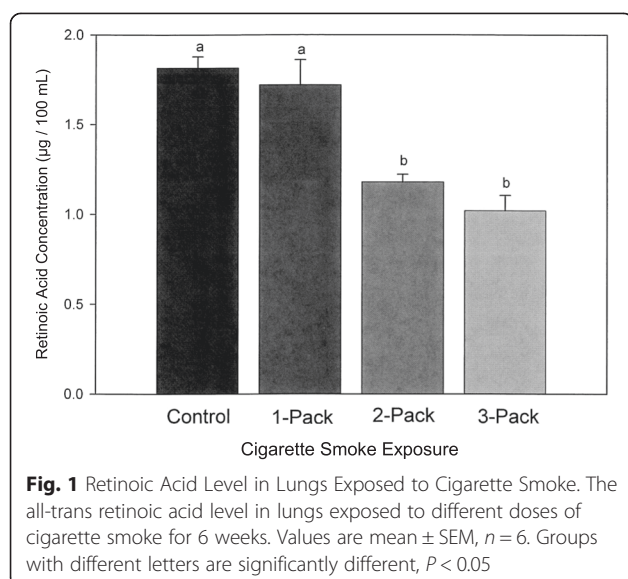 2.0
1.5
1.0
0.5
0.0
Retinoic Acid Concentration (µg / 100 mL)
a
a
b
b
Control 1-Pack 2-Pack 3-Pack
Cigarette Smoke Exposure
Fig. 1 Retinoic Acid Level in Lungs Exposed to Cigarette Smoke. The
all-trans retinoic acid level in lungs exposed to different doses of
cigarette smoke for 6 weeks. Values are mean ± SEM, n = 6. Groups
with different letters are significantly different, P < 0.05